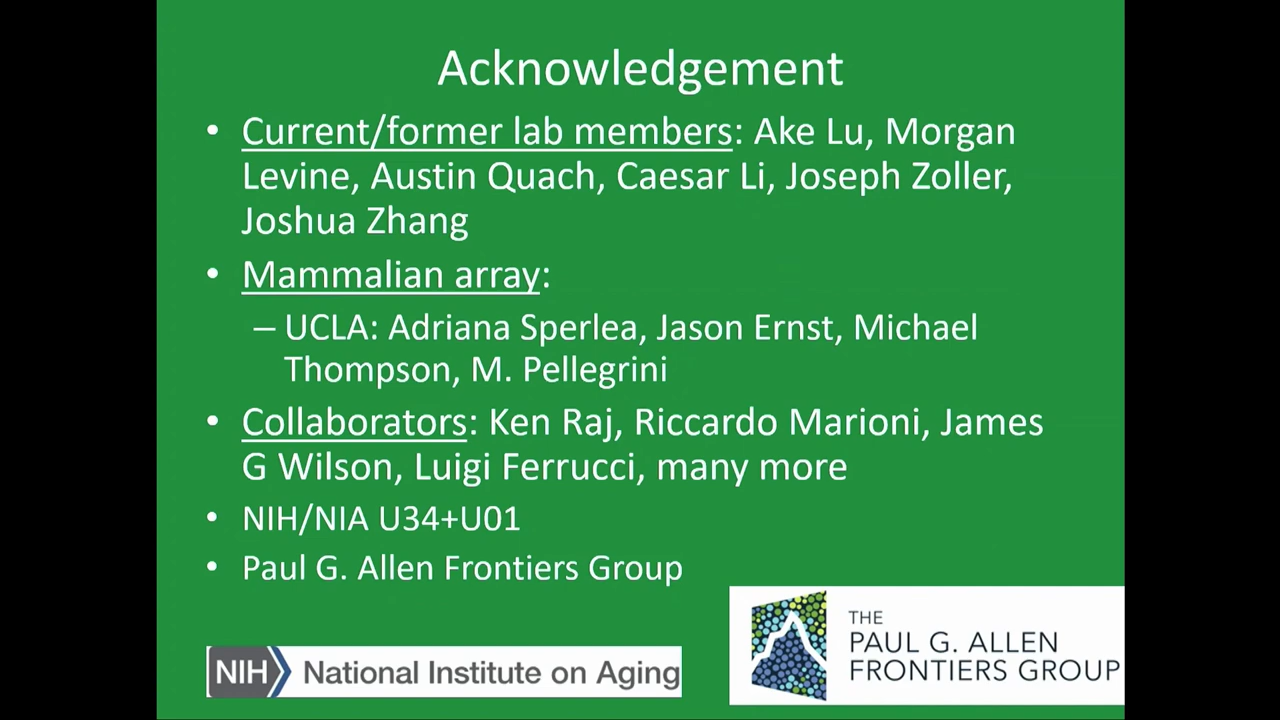 Acknowledgement
• Current/former lab members: Ake Lu, Morgan
Levine, Austin Quach, Caesar Li, Joseph Zoller,
Joshua Zhang
• Mammalian array:
– UCLA: Adriana Sperlea, Jason Ernst, Michael
Thompson, M. Pellegrini
• Collaborators: Ken Raj, Riccardo Marioni, James
G Wilson, Luigi Ferrucci, many more
• NIH/NIA U34+U01
• Paul G. Allen Frontiers Group
NIH National Institute on Aging
THE
PAUL G. ALLEN
FRONTIERS GROUP